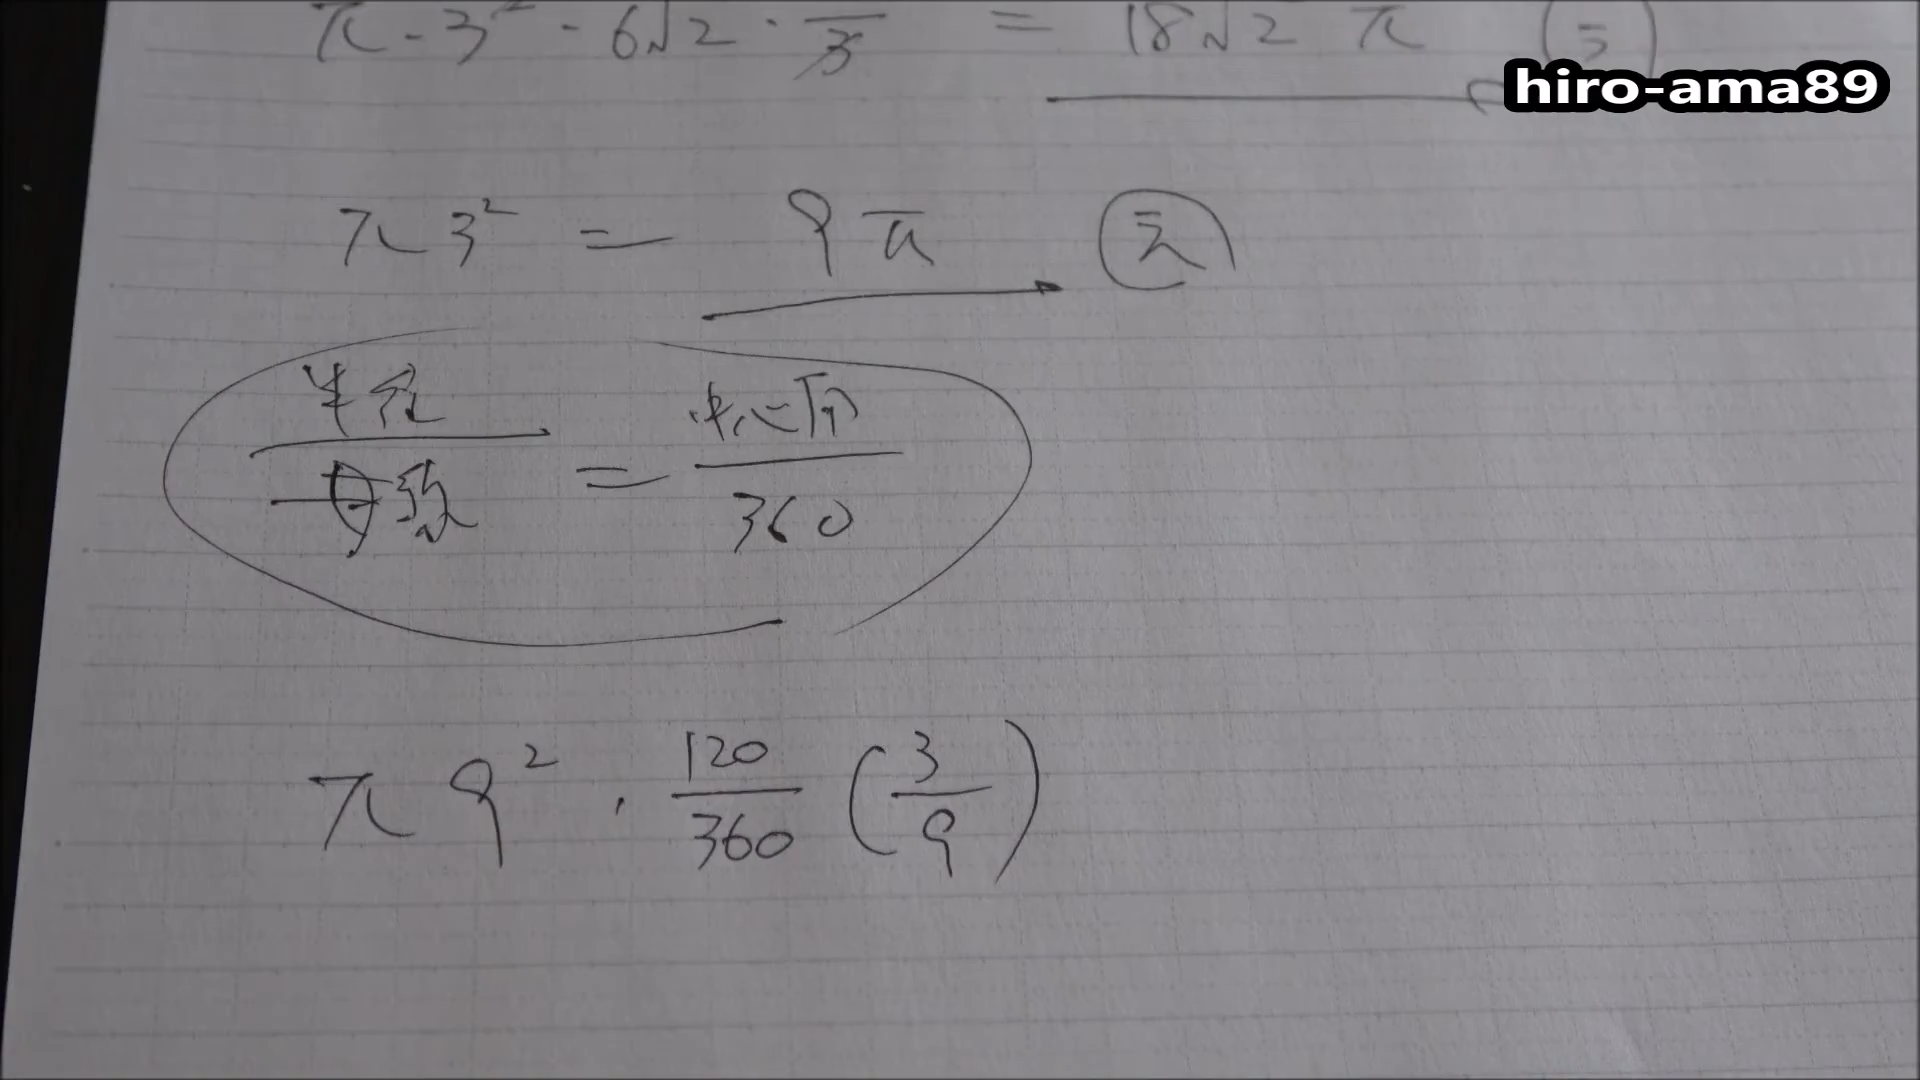 π・3²・6√2・/3 = 18√2 π
hiro-ama89
π3² = 9π
半径/母線 = 中心角/360
π9²・120/360 (3/9)